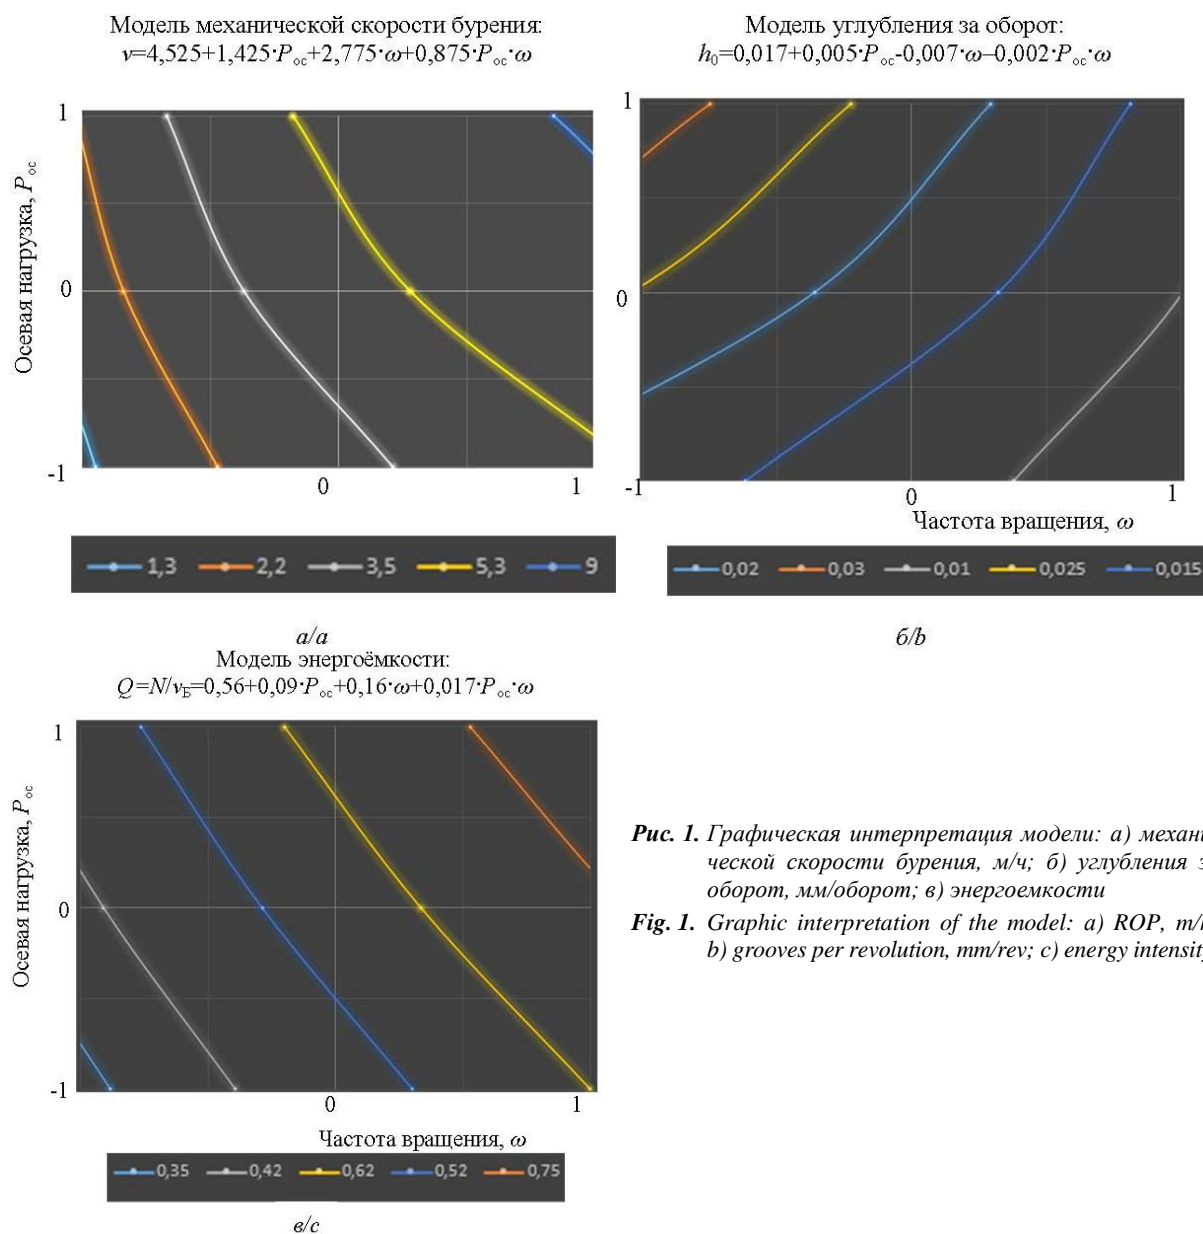 Модель механической скорости бурения:
v=4,525+1,425·Pос+2,775·ω+0,875·Pос·ω
Осевая нагрузка, Pос
1
0
-1
0
1
1,3 2,2 3,5 5,3 9
а/a
Модель углубления за оборот:
h0=0,017+0,005·Pос-0,007·ω–0,002·Pос·ω
1
0
-1
0
1
Частота вращения, ω
0,02 0,03 0,01 0,025 0,015
б/b
Модель энергоёмкости:
Q=N/vБ=0,56+0,09·Pос+0,16·ω+0,017·Pос·ω
Осевая нагрузка, Pос
1
0
-1
0
1
Частота вращения, ω
0,35 0,42 0,62 0,52 0,75
в/c
Рис. 1. Графическая интерпретация модели: а) механи
ческой скорости бурения, м/ч; б) углубления з
оборот, мм/оборот; в) энергоемкости
Fig. 1. Graphic interpretation of the model: a) ROP, m/
b) grooves per revolution, mm/rev; c) energy intensit